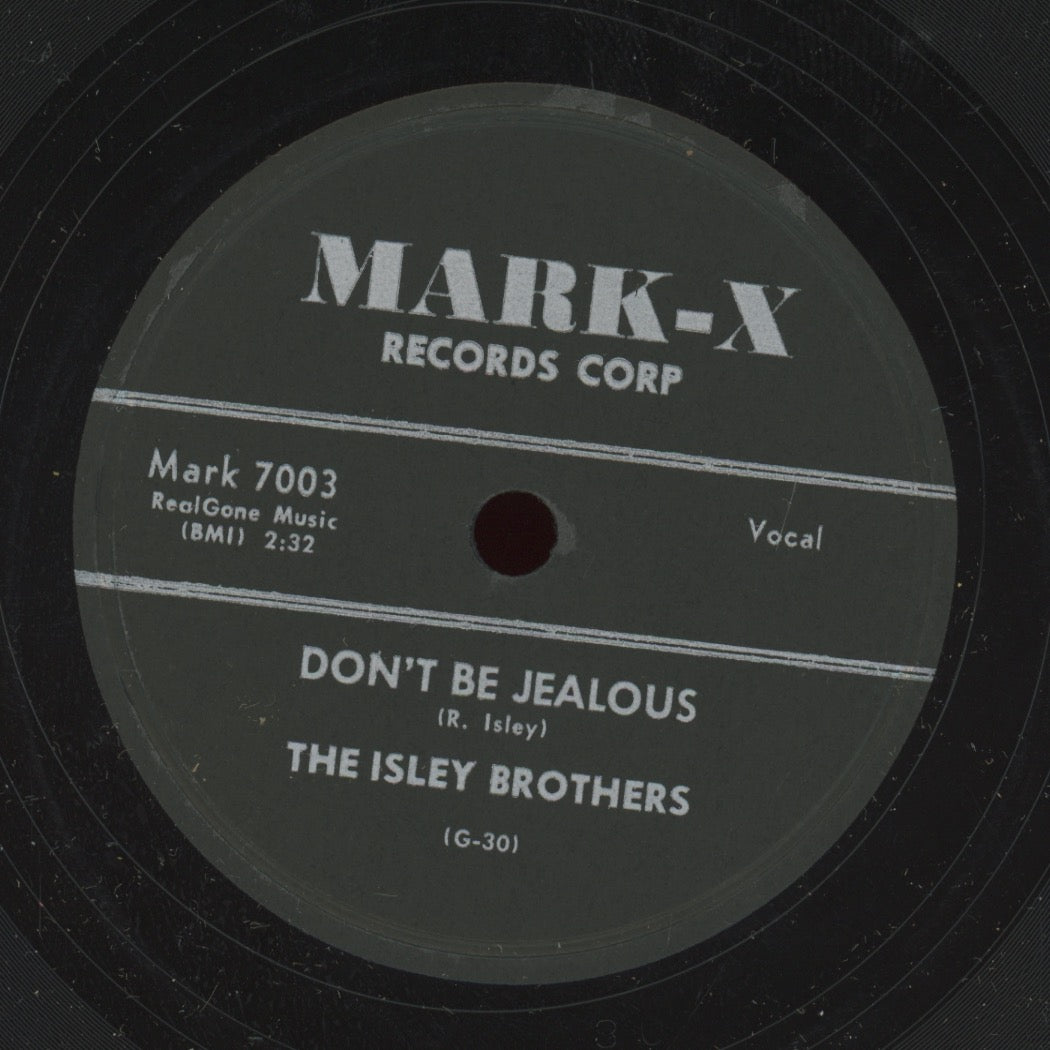 MARK-X
RECORDS CORP
Mark 7003
RealGone Music
(BMI) 2:32
Vocal
DON'T BE JEALOUS
(R. Isley)
THE ISLEY BROTHERS
(G-30)